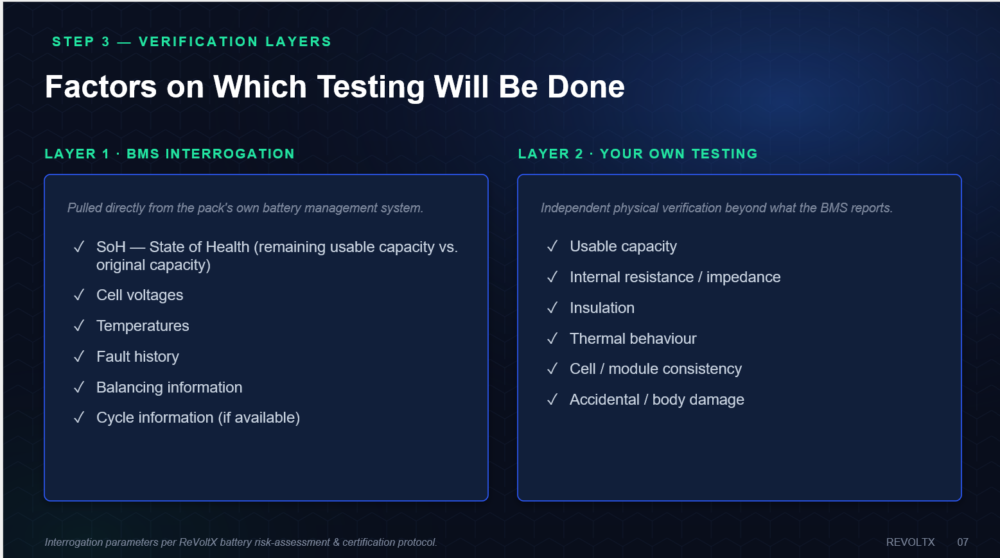 STEP 3 — VERIFICATION LAYERS
Factors on Which Testing Will Be Done
LAYER 1 · BMS INTERROGATION
Pulled directly from the pack's own battery management system.
✓ SoH — State of Health (remaining usable capacity vs.
original capacity)
✓ Cell voltages
✓ Temperatures
✓ Fault history
✓ Balancing information
✓ Cycle information (if available)
LAYER 2 · YOUR OWN TESTING
Independent physical verification beyond what the BMS reports.
✓ Usable capacity
✓ Internal resistance / impedance
✓ Insulation
✓ Thermal behaviour
✓ Cell / module consistency
✓ Accidental / body damage
Interrogation parameters per ReVoltX battery risk-assessment & certification protocol.
REVOLTX 07